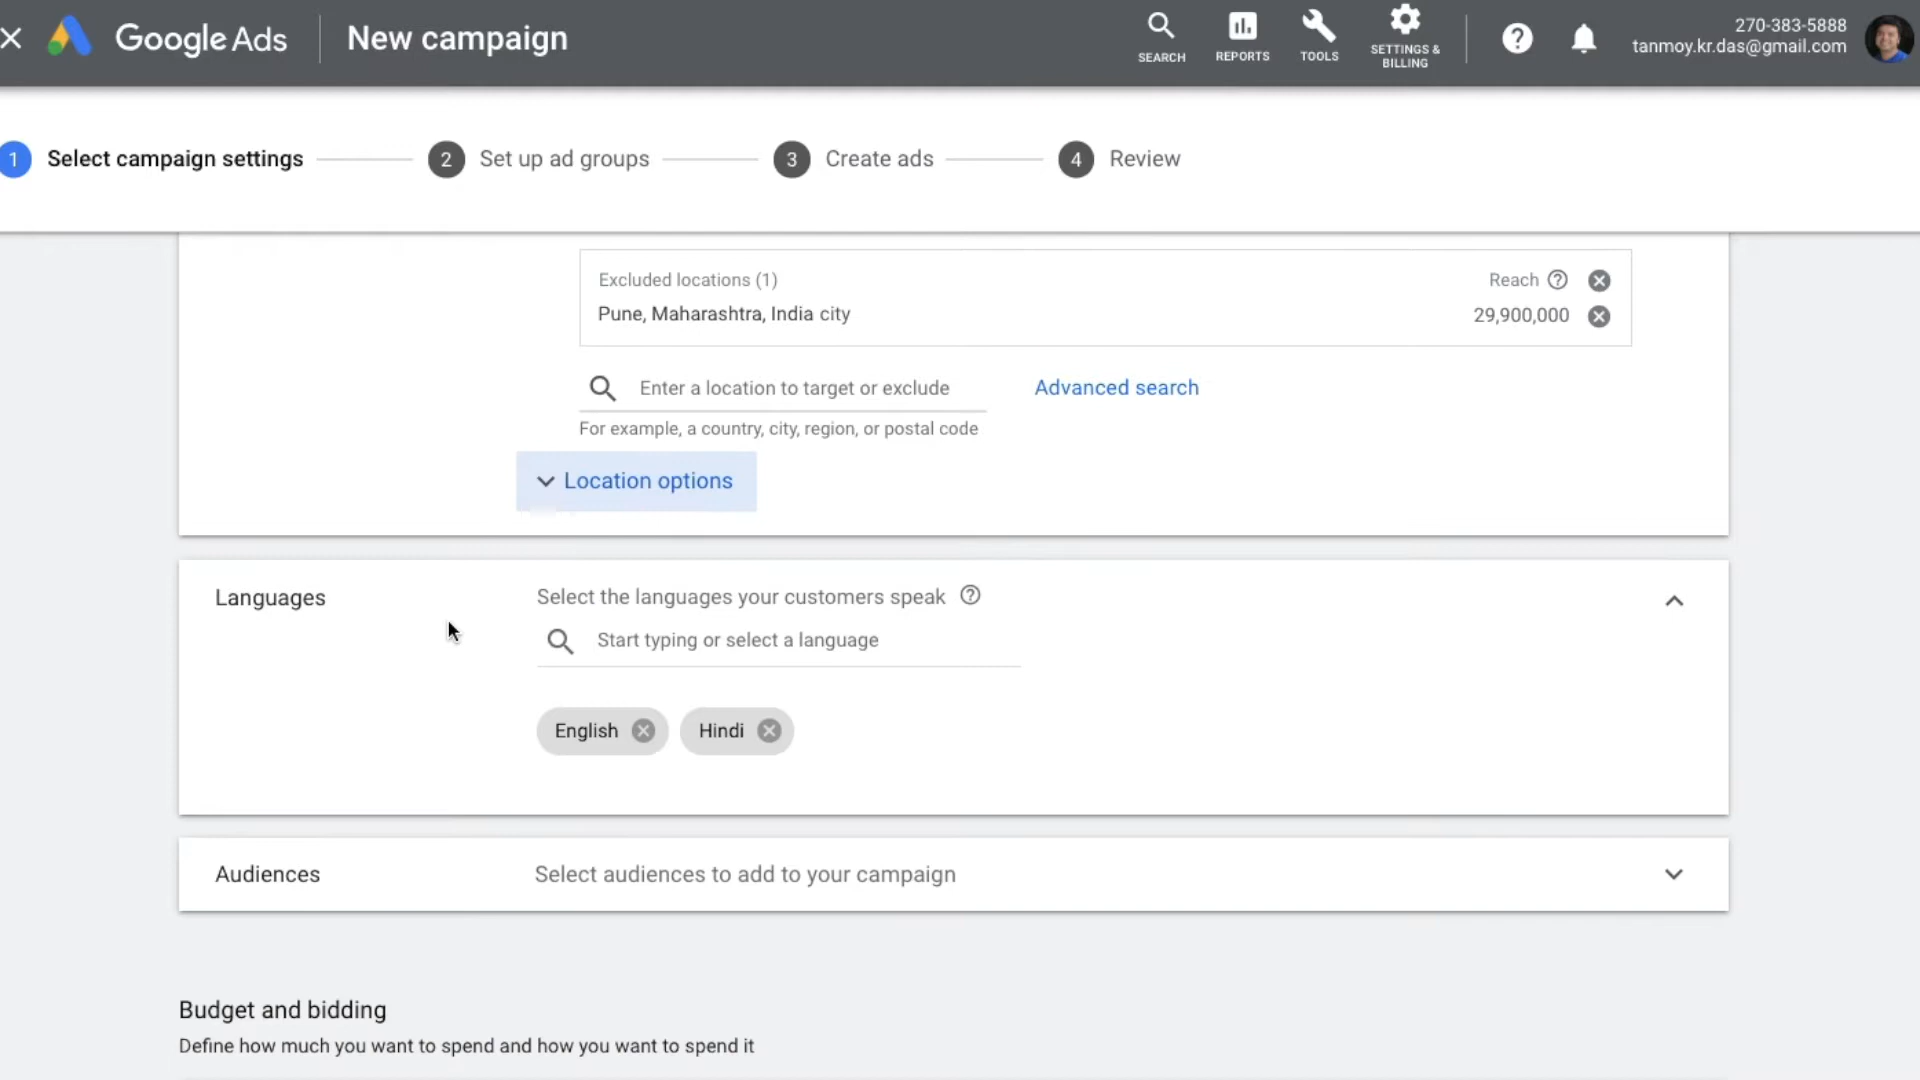 Google Ads
New campaign
SEARCH
REPORTS
TOOLS
SETTINGS &
BILLING
270-383-5888
tanmoy.kr.das@gmail.com
1 Select campaign settings
2 Set up ad groups
3 Create ads
4 Review
Excluded locations (1)
Reach
Pune, Maharashtra, India city
29,900,000
Enter a location to target or exclude
Advanced search
For example, a country, city, region, or postal code
Location options
Languages
Select the languages your customers speak
Start typing or select a language
English
Hindi
Audiences
Select audiences to add to your campaign
Budget and bidding
Define how much you want to spend and how you want to spend it